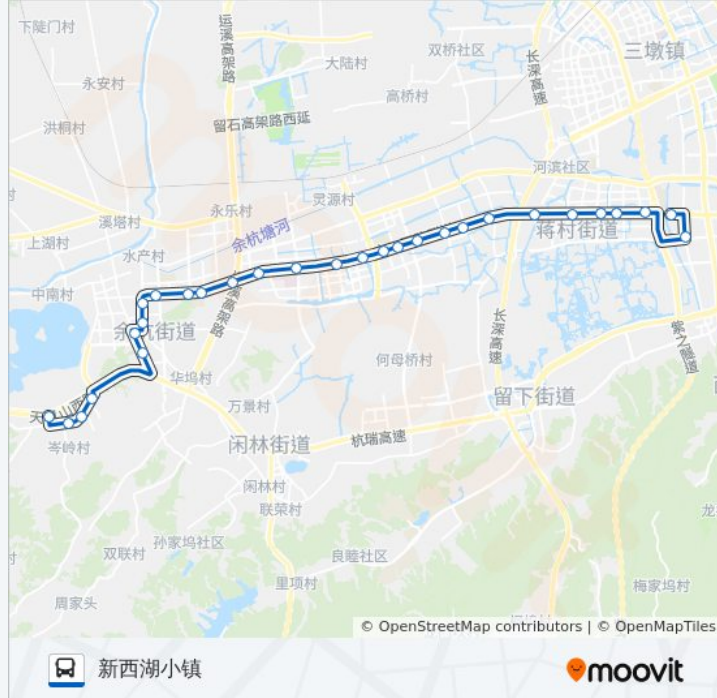 下陡门村
运溪高架路
双桥社区
三墩镇
大陆村
长深高速
永安村
高桥村
洪桐村
留石高架路西延
河滨社区
灵源村
永乐村
溪塔村
余杭塘河
蒋村街道
上湖村
水产村
中南村
余杭街道
长深高速
紫之隧道
何母桥村
华坞村
留下街道
万景村
闲林街道
杭瑞高速
岑岭村
闲林村
联荣村
孙家坞社区
双联村
良睦社区
里项村
梅家坞村
周家头
© OpenStreetMap contributors | © OpenMapTiles
新西湖小镇
moovit